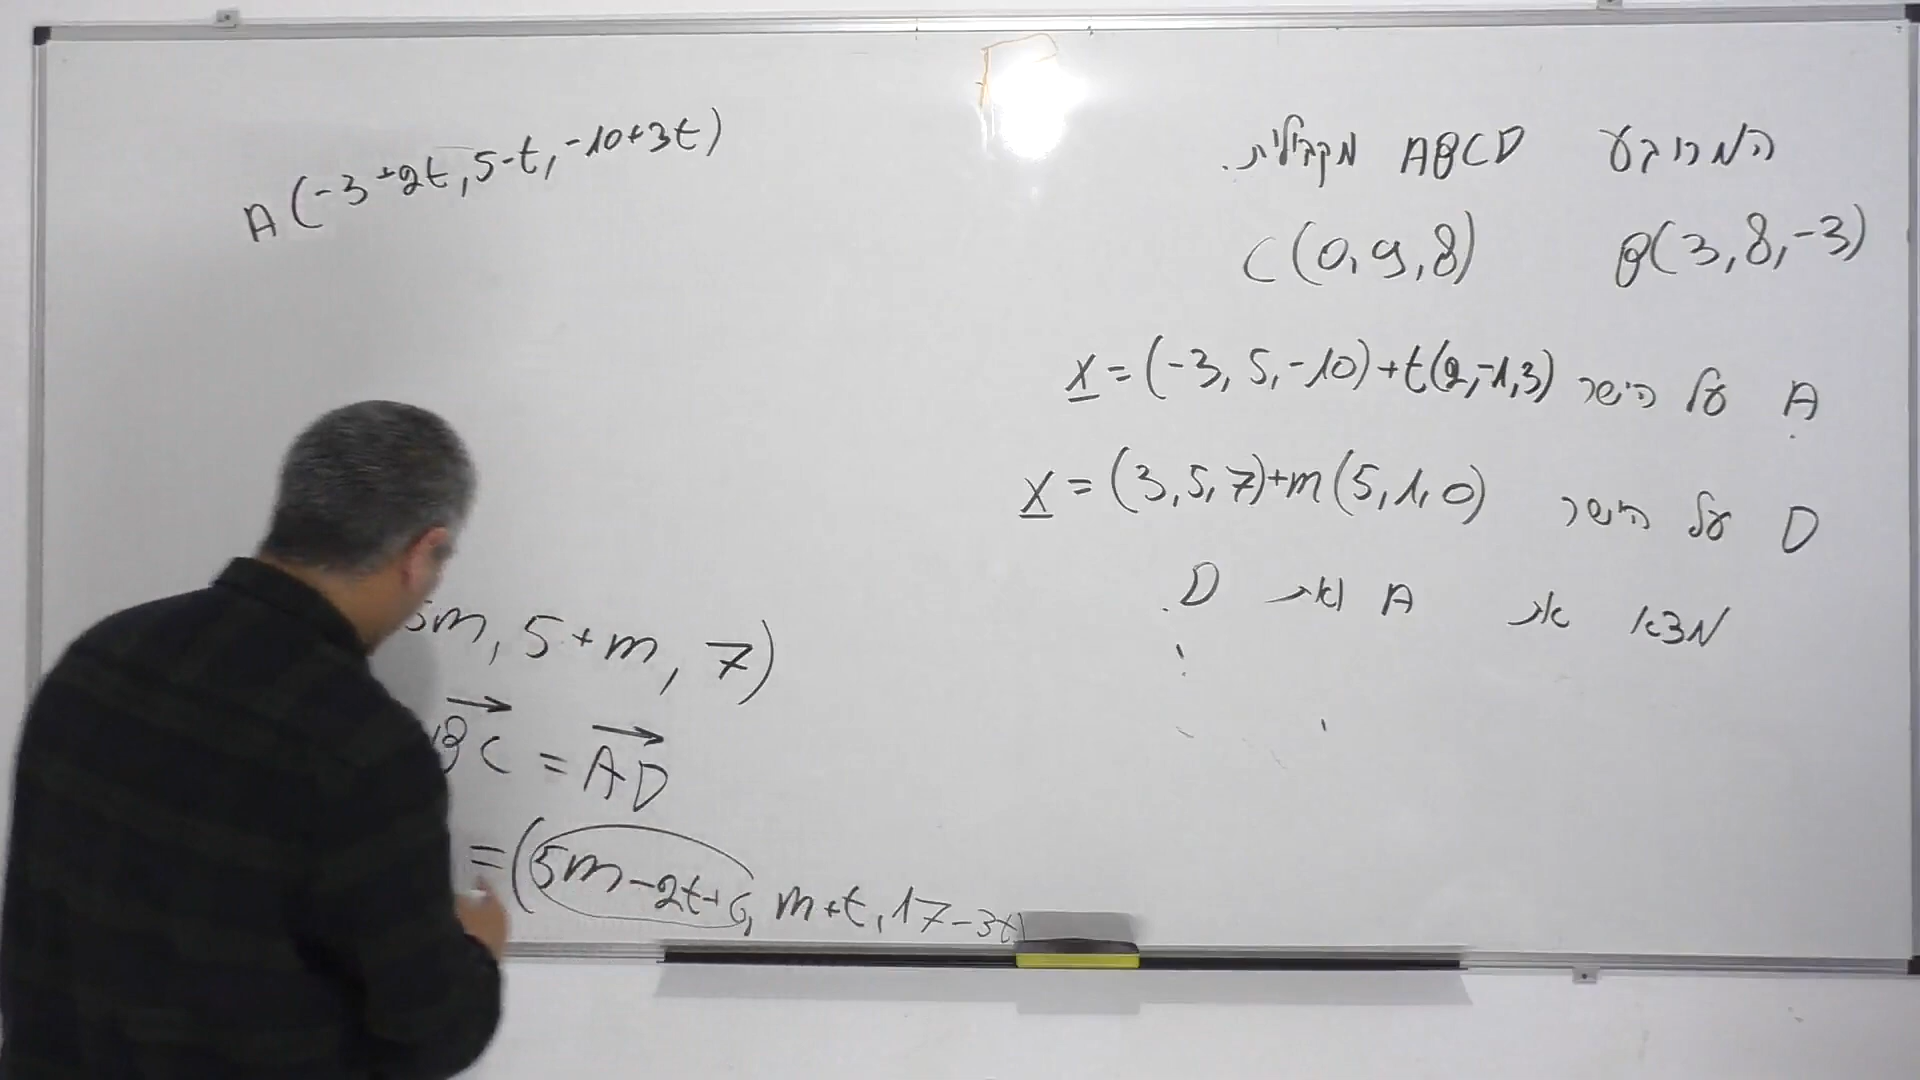 המרובע ABCD מקבילית.
B(3,8,-3) C(0,9,8)
A על הישר x = (-3, 5, -10) + t(2,-1,3)
D על הישר x = (3,5,7)+m(5,1,0)
מצא את A ואת D.
A(-3+2t, 5-t, -10+3t)
5m, 5+m, 7)
BC = AD
=(5m-2t+6, m+t, 17-3t)